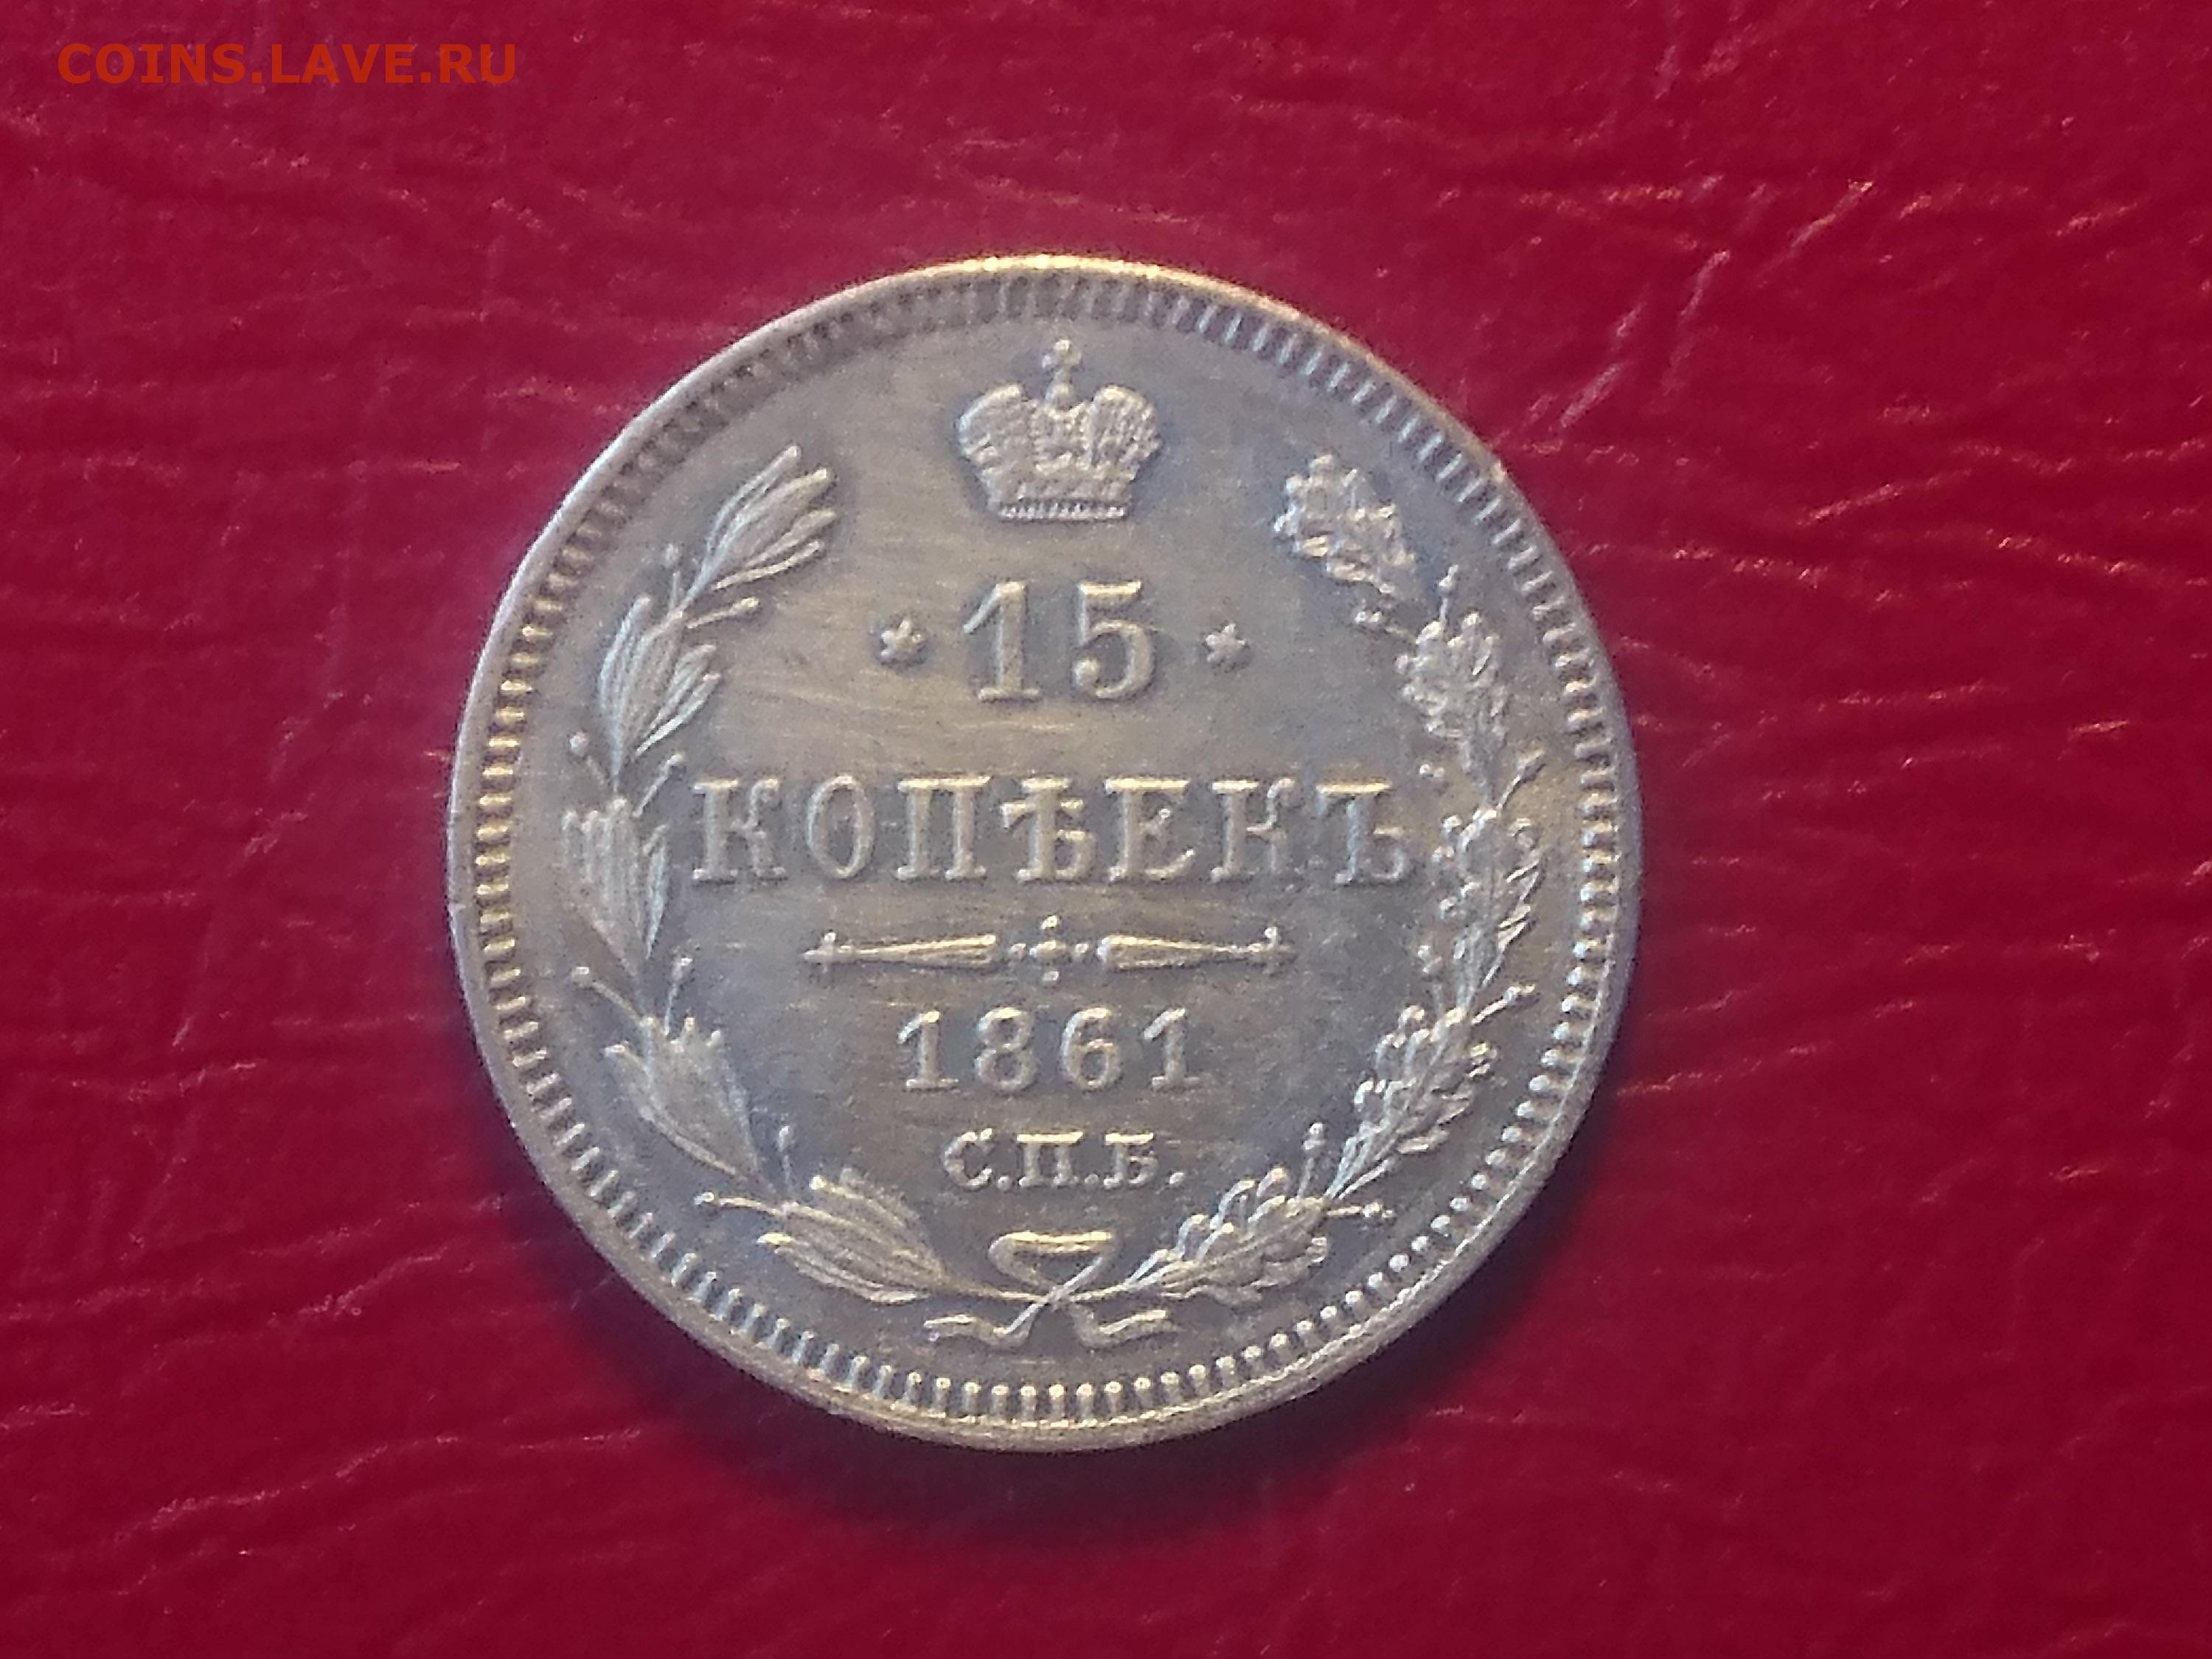 COINS.LAVE.RU
* 15 *
КОПѢЕКЪ
1861
С.П.Б.